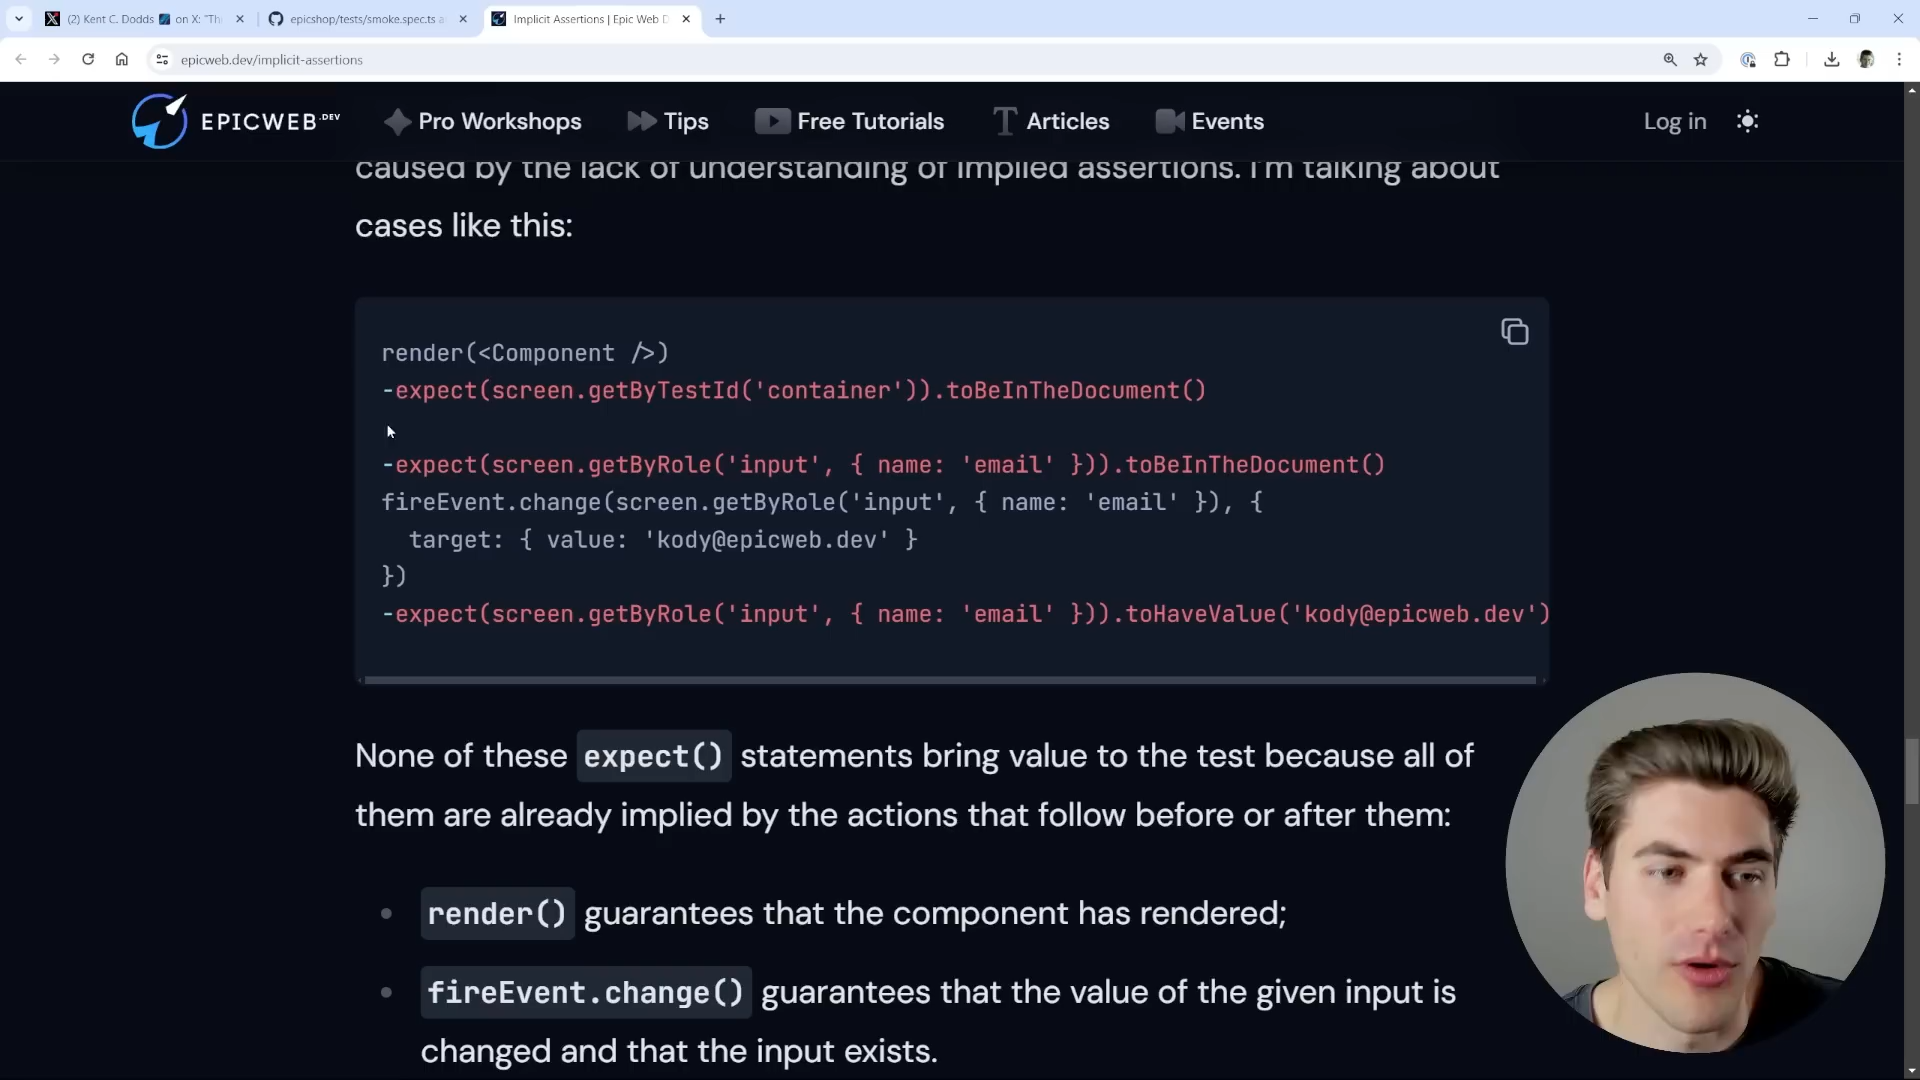 (2) Kent C. Dodds on X: "Th
epicshop/tests/smoke.spec.ts a
Implicit Assertions | Epic Web D
epicweb.dev/implicit-assertions
EPICWEB.DEV
Pro Workshops
Tips
Free Tutorials
Articles
Events
Log in
caused by the lack of understanding of implied assertions. I'm talking about
cases like this:
render(<Component />)
-expect(screen.getByTestId('container')).toBeInTheDocument()
-expect(screen.getByRole('input', { name: 'email' })).toBeInTheDocument()
fireEvent.change(screen.getByRole('input', { name: 'email' }), {
target: { value: 'kody@epicweb.dev' }
})
-expect(screen.getByRole('input', { name: 'email' })).toHaveValue('kody@epicweb.dev')
None of these expect() statements bring value to the test because all of
them are already implied by the actions that follow before or after them:
render() guarantees that the component has rendered;
fireEvent.change() guarantees that the value of the given input is
changed and that the input exists.